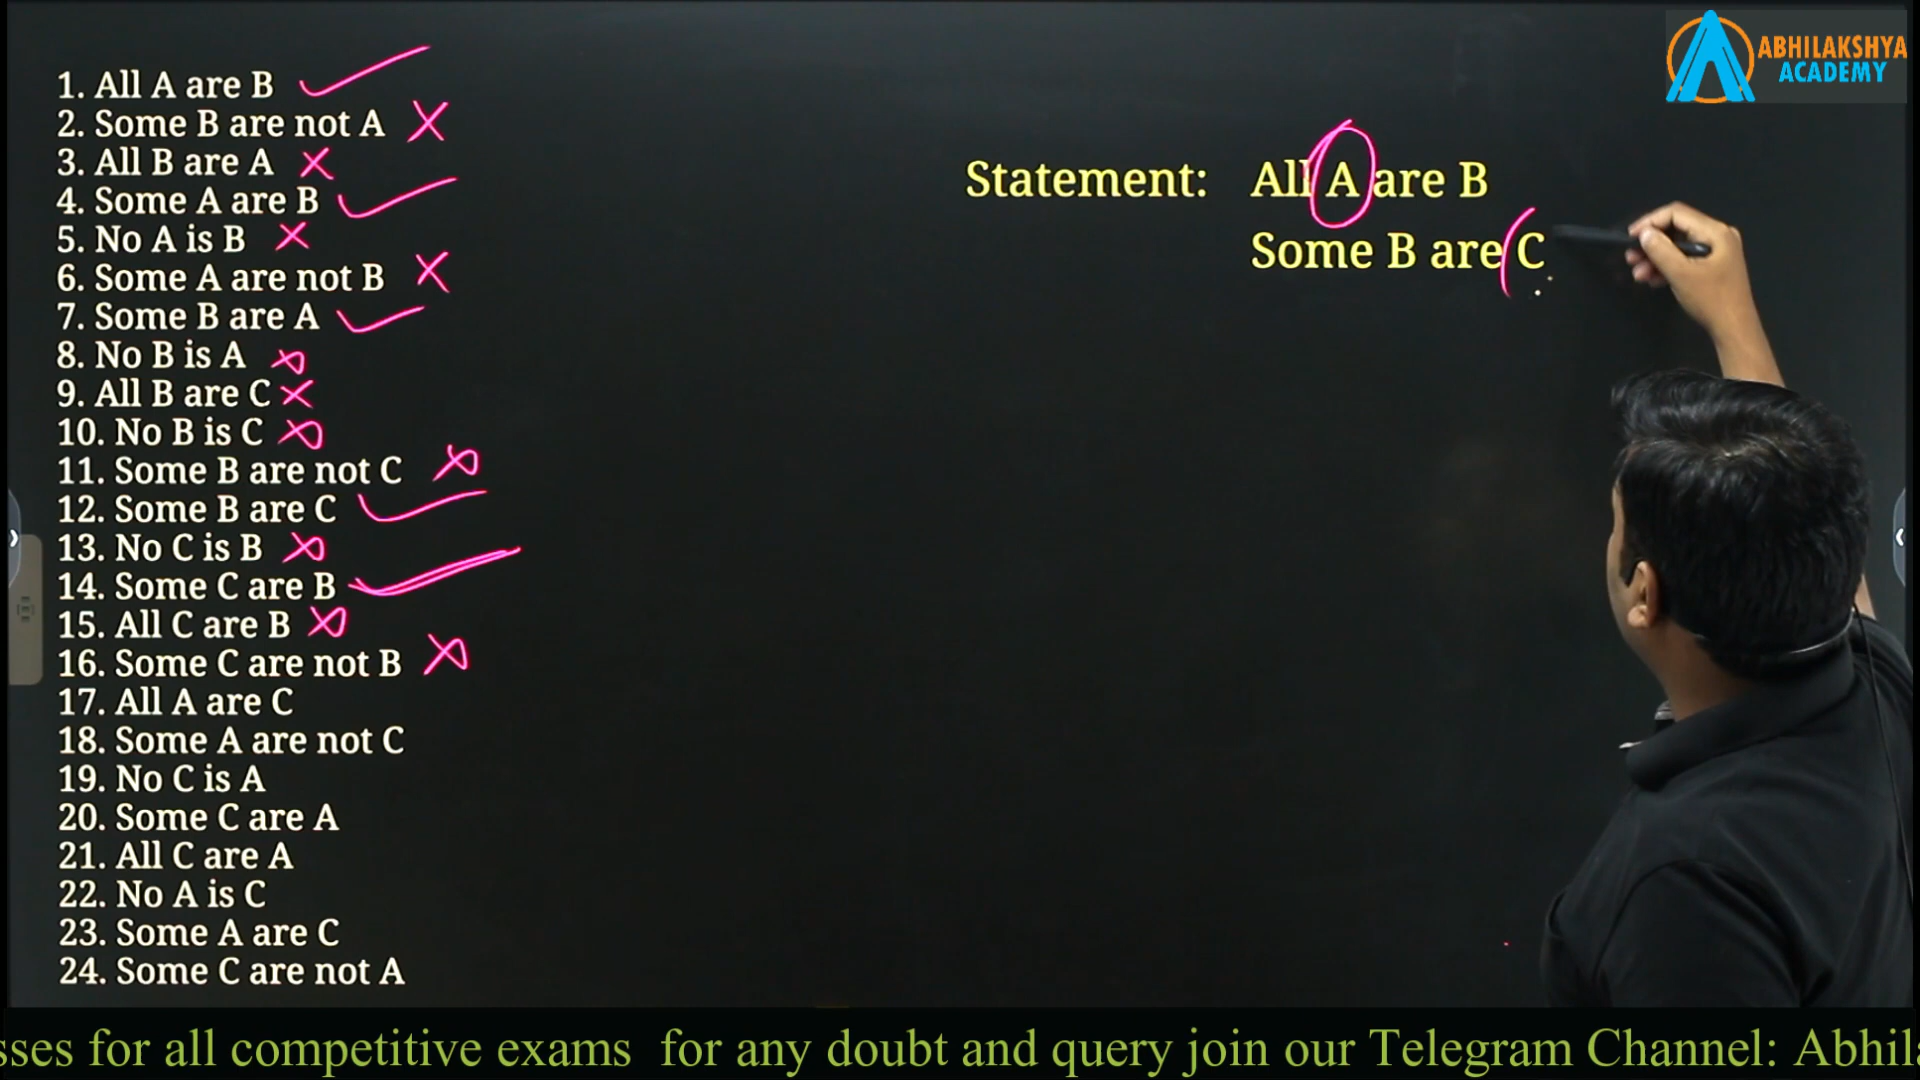 ABHILAKSHYA
ACADEMY
1. All A are B
2. Some B are not A
3. All B are A
4. Some A are B
5. No A is B
6. Some A are not B
7. Some B are A
8. No B is A
9. All B are C
10. No B is C
11. Some B are not C
12. Some B are C
13. No C is B
14. Some C are B
15. All C are B
16. Some C are not B
17. All A are C
18. Some A are not C
19. No C is A
20. Some C are A
21. All C are A
22. No A is C
23. Some A are C
24. Some C are not A
Statement: All A are B
Some B are C
for all competitive exams for any doubt and query join our Telegram Channel: